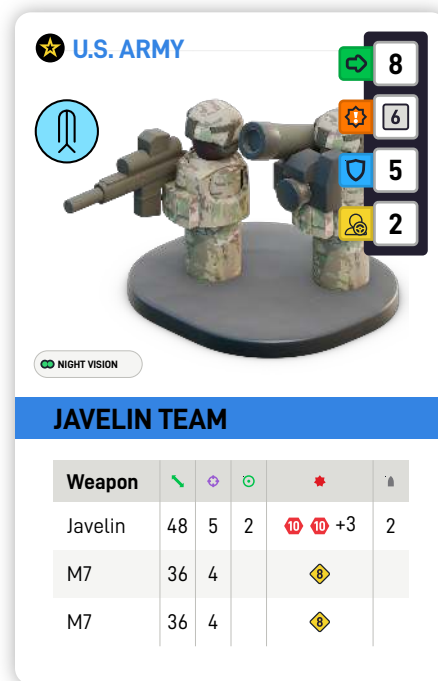 U.S. ARMY
8
6
5
2
NIGHT VISION
JAVELIN TEAM
Weapon
Javelin 48 5 2 10 10 +3 2
M7 36 4 8
M7 36 4 8